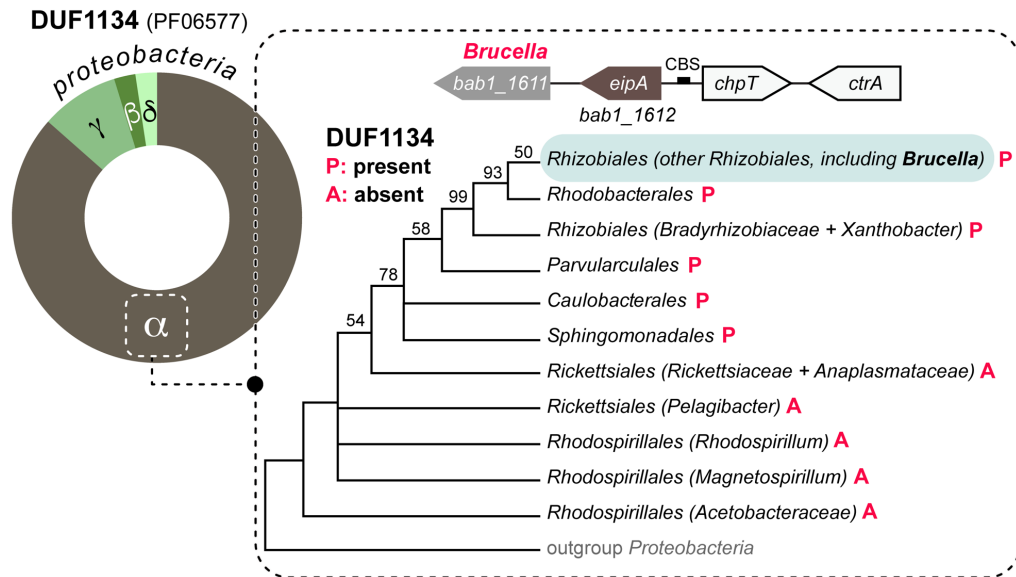 DUF1134 (PF06577)
proteobacteria
γ
β
δ
α
Brucella
bab1_1611
eipA
bab1_1612
CBS
chpT
ctrA
DUF1134
P: present
A: absent
50
93
99
58
78
54
Rhizobiales (other Rhizobiales, including Brucella) P
Rhodobacterales P
Rhizobiales (Bradyrhizobiaceae + Xanthobacter) P
Parvularculales P
Caulobacterales P
Sphingomonadales P
Rickettsiales (Rickettsiaceae + Anaplasmataceae) A
Rickettsiales (Pelagibacter) A
Rhodospirillales (Rhodospirillum) A
Rhodospirillales (Magnetospirillum) A
Rhodospirillales (Acetobacteraceae) A
outgroup Proteobacteria